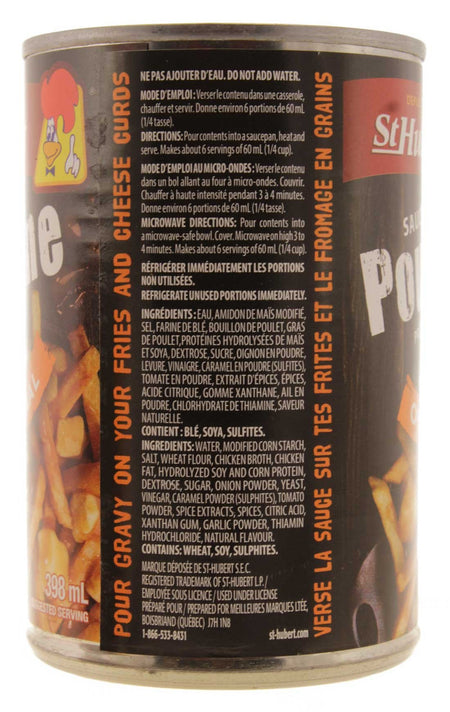 NE PAS AJOUTER D'EAU. DO NOT ADD WATER.
MODE D'EMPLOI : Verser le contenu dans une casserole,
chauffer et servir. Donne environ 6 portions de 60 mL
(1/4 tasse).
DIRECTIONS: Pour contents into a saucepan, heat and
serve. Makes about 6 servings of 60 mL (1/4 cup).
MODE D'EMPLOI AU MICRO-ONDES : Verser le contenu
dans un bol allant au four à micro-ondes. Couvrir.
Chauffer à haute intensité pendant 3 à 4 minutes.
Donne environ 6 portions de 60 mL (1/4 tasse).
MICROWAVE DIRECTIONS: Pour contents into
a microwave-safe bowl. Cover. Microwave on high 3 to
4 minutes. Makes about 6 servings of 60 mL (1/4 cup).
RÉFRIGÉRER IMMÉDIATEMENT LES PORTIONS
NON UTILISÉES.
REFRIGERATE UNUSED PORTIONS IMMEDIATELY.
INGRÉDIENTS : EAU, AMIDON DE MAÏS MODIFIÉ,
SEL, FARINE DE BLÉ, BOUILLON DE POULET, GRAS
DE POULET, PROTÉINES HYDROLYSÉES DE MAÏS
ET SOYA, DEXTROSE, SUCRE, OIGNON EN POUDRE,
LEVURE, VINAIGRE, CARAMEL EN POUDRE (SULFITES),
TOMATE EN POUDRE, EXTRAIT D'ÉPICES, ÉPICES,
ACIDE CITRIQUE, GOMME XANTHANE, AIL EN
POUDRE, CHLORHYDRATE DE THIAMINE, SAVEUR
NATURELLE.
CONTIENT : BLÉ, SOYA, SULFITES.
INGREDIENTS: WATER, MODIFIED CORN STARCH,
SALT, WHEAT FLOUR, CHICKEN BROTH, CHICKEN
FAT, HYDROLYZED SOY AND CORN PROTEIN,
DEXTROSE, SUGAR, ONION POWDER, YEAST,
VINEGAR, CARAMEL POWDER (SULPHITES), TOMATO
POWDER, SPICE EXTRACTS, SPICES, CITRIC ACID,
XANTHAN GUM, GARLIC POWDER, THIAMIN
HYDROCHLORIDE, NATURAL FLAVOUR.
CONTAINS: WHEAT, SOY, SULPHITES.
MARQUE DÉPOSÉE DE ST-HUBERT S.E.C.
REGISTERED TRADEMARK OF ST-HUBERT L.P./
EMPLOYÉE SOUS LICENCE / USED UNDER LICENSE
PRÉPARÉ POUR / PREPARED FOR MEILLEURES MARQUES LTÉE,
BOISBRIAND (QUÉBEC) J7H 1N8
1-866-533-8431 st-hubert.com
POUR GRAVY ON YOUR FRIES AND CHEESE CURDS
VERSE LA SAUCE SUR TES FRITES ET LE FROMAGE EN GRAINS
ne
AL
398 mL
GESTED SERVING
DEP
St Hu
SAU
Po